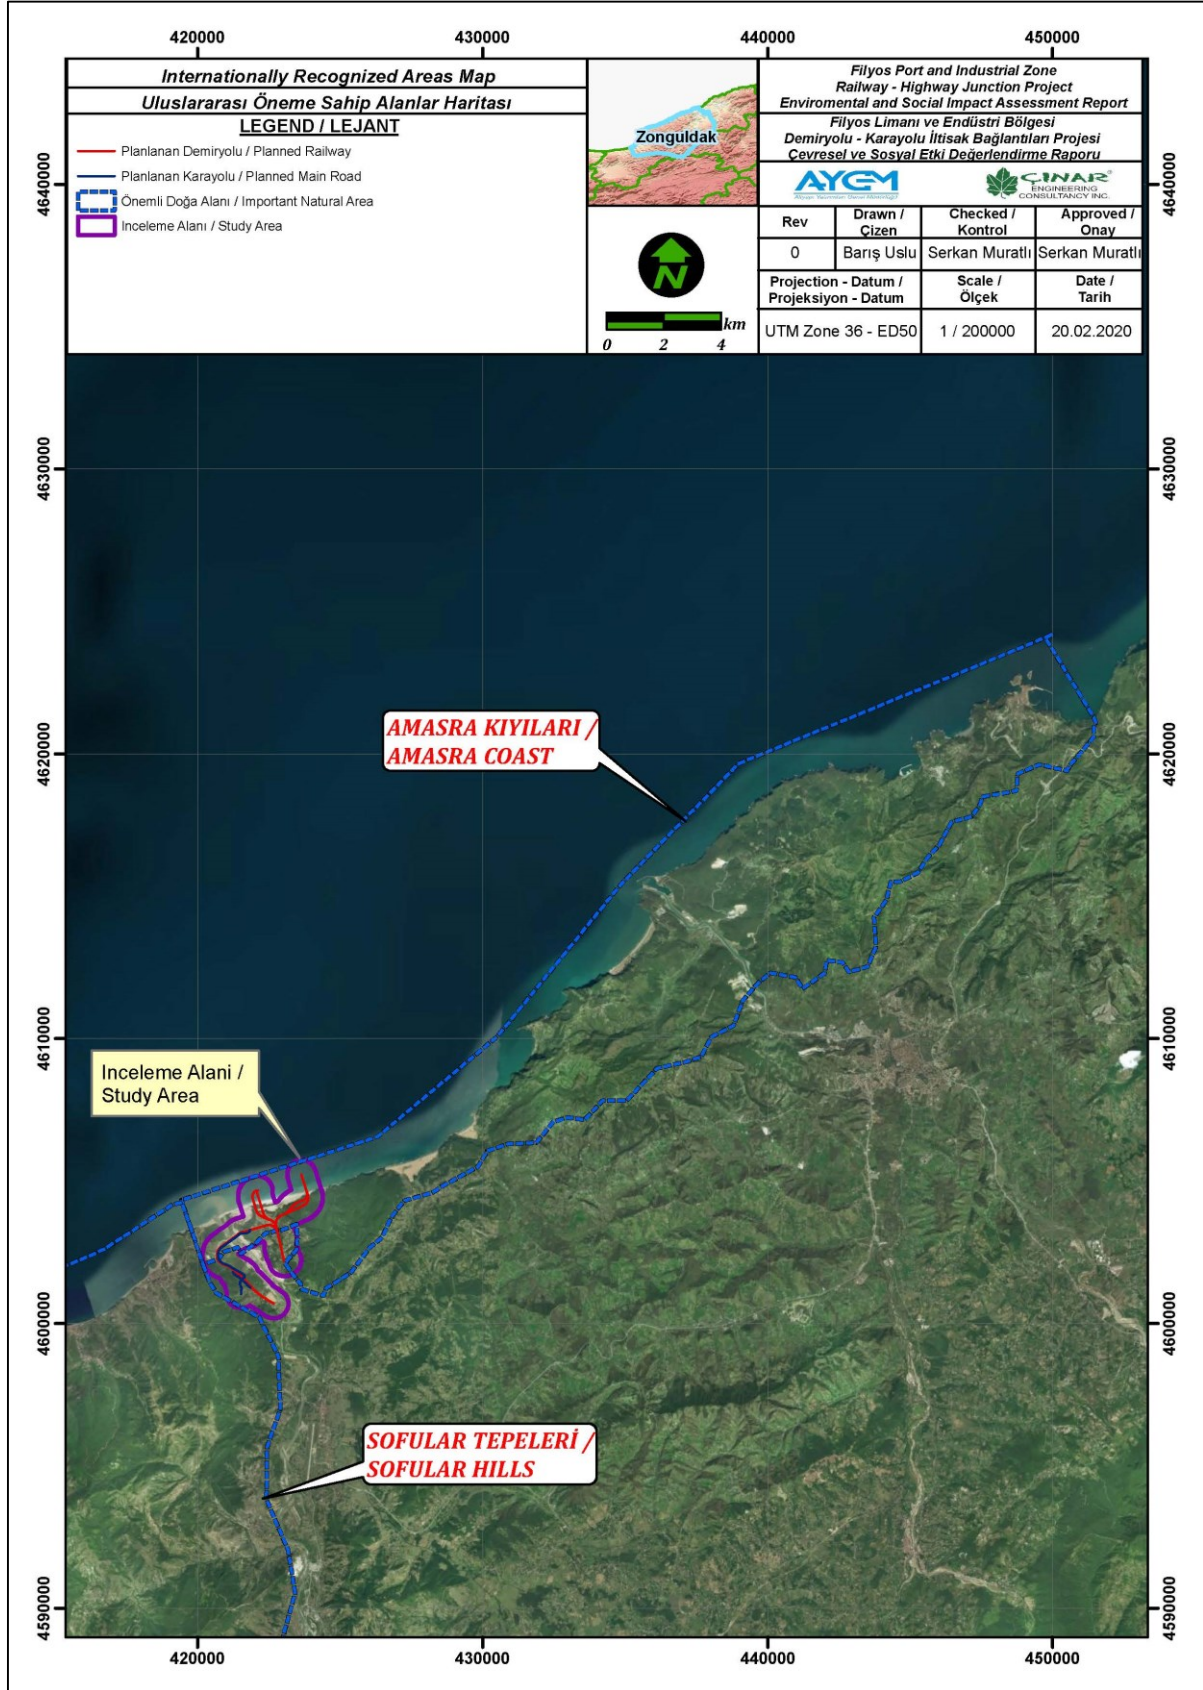 420000
430000
440000
450000
Internationally Recognized Areas Map
Uluslararası Öneme Sahip Alanlar Haritası
LEGEND / LEJANT
Planlanan Demiryolu / Planned Railway
Planlanan Karayolu / Planned Main Road
Önemli Doğa Alanı / Important Natural Area
Inceleme Alanı / Study Area
Zonguldak
N
km
0 2 4
Filyos Port and Industrial Zone
Railway - Highway Junction Project
Enviromental and Social Impact Assessment Report
Filyos Limanı ve Endüstri Bölgesi
Demiryolu - Karayolu İltisak Bağlantıları Projesi
Çevresel ve Sosyal Etki Değerlendirme Raporu
AYGM
ÇINAR
ENGINEERING
CONSULTANCY INC.
Rev
Drawn /
Çizen
Checked /
Kontrol
Approved /
Onay
0
Barış Uslu
Serkan Muratlı
Serkan Muratlı
Projection - Datum /
Projeksiyon - Datum
Scale /
Ölçek
Date /
Tarih
UTM Zone 36 - ED50
1 / 200000
20.02.2020
4640000
4640000
4630000
4630000
AMASRA KIYILARI /
AMASRA COAST
4620000
4620000
4610000
4610000
Inceleme Alani /
Study Area
4600000
4600000
SOFULAR TEPELERİ /
SOFULAR HILLS
4590000
4590000
420000
430000
440000
450000